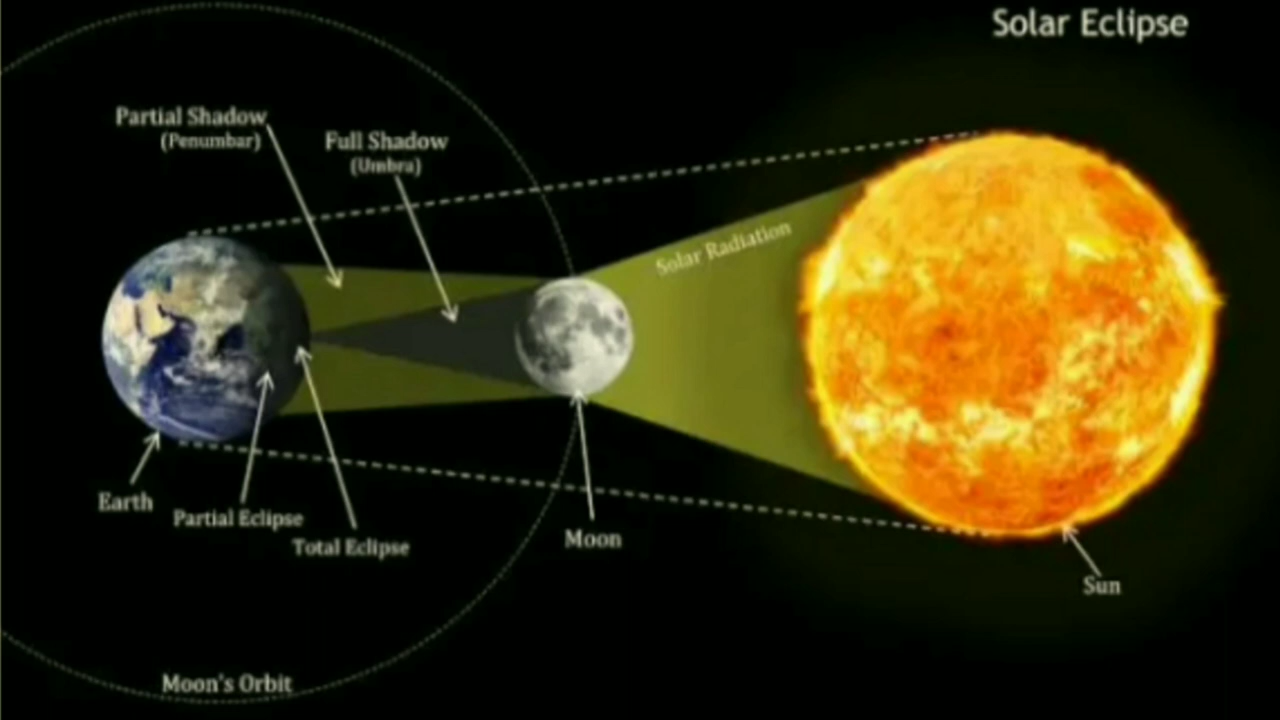 Solar Eclipse
Partial Shadow
(Penumbar)
Full Shadow
(Umbra)
Solar Radiation
Earth
Partial Eclipse
Total Eclipse
Moon
Sun
Moon's Orbit